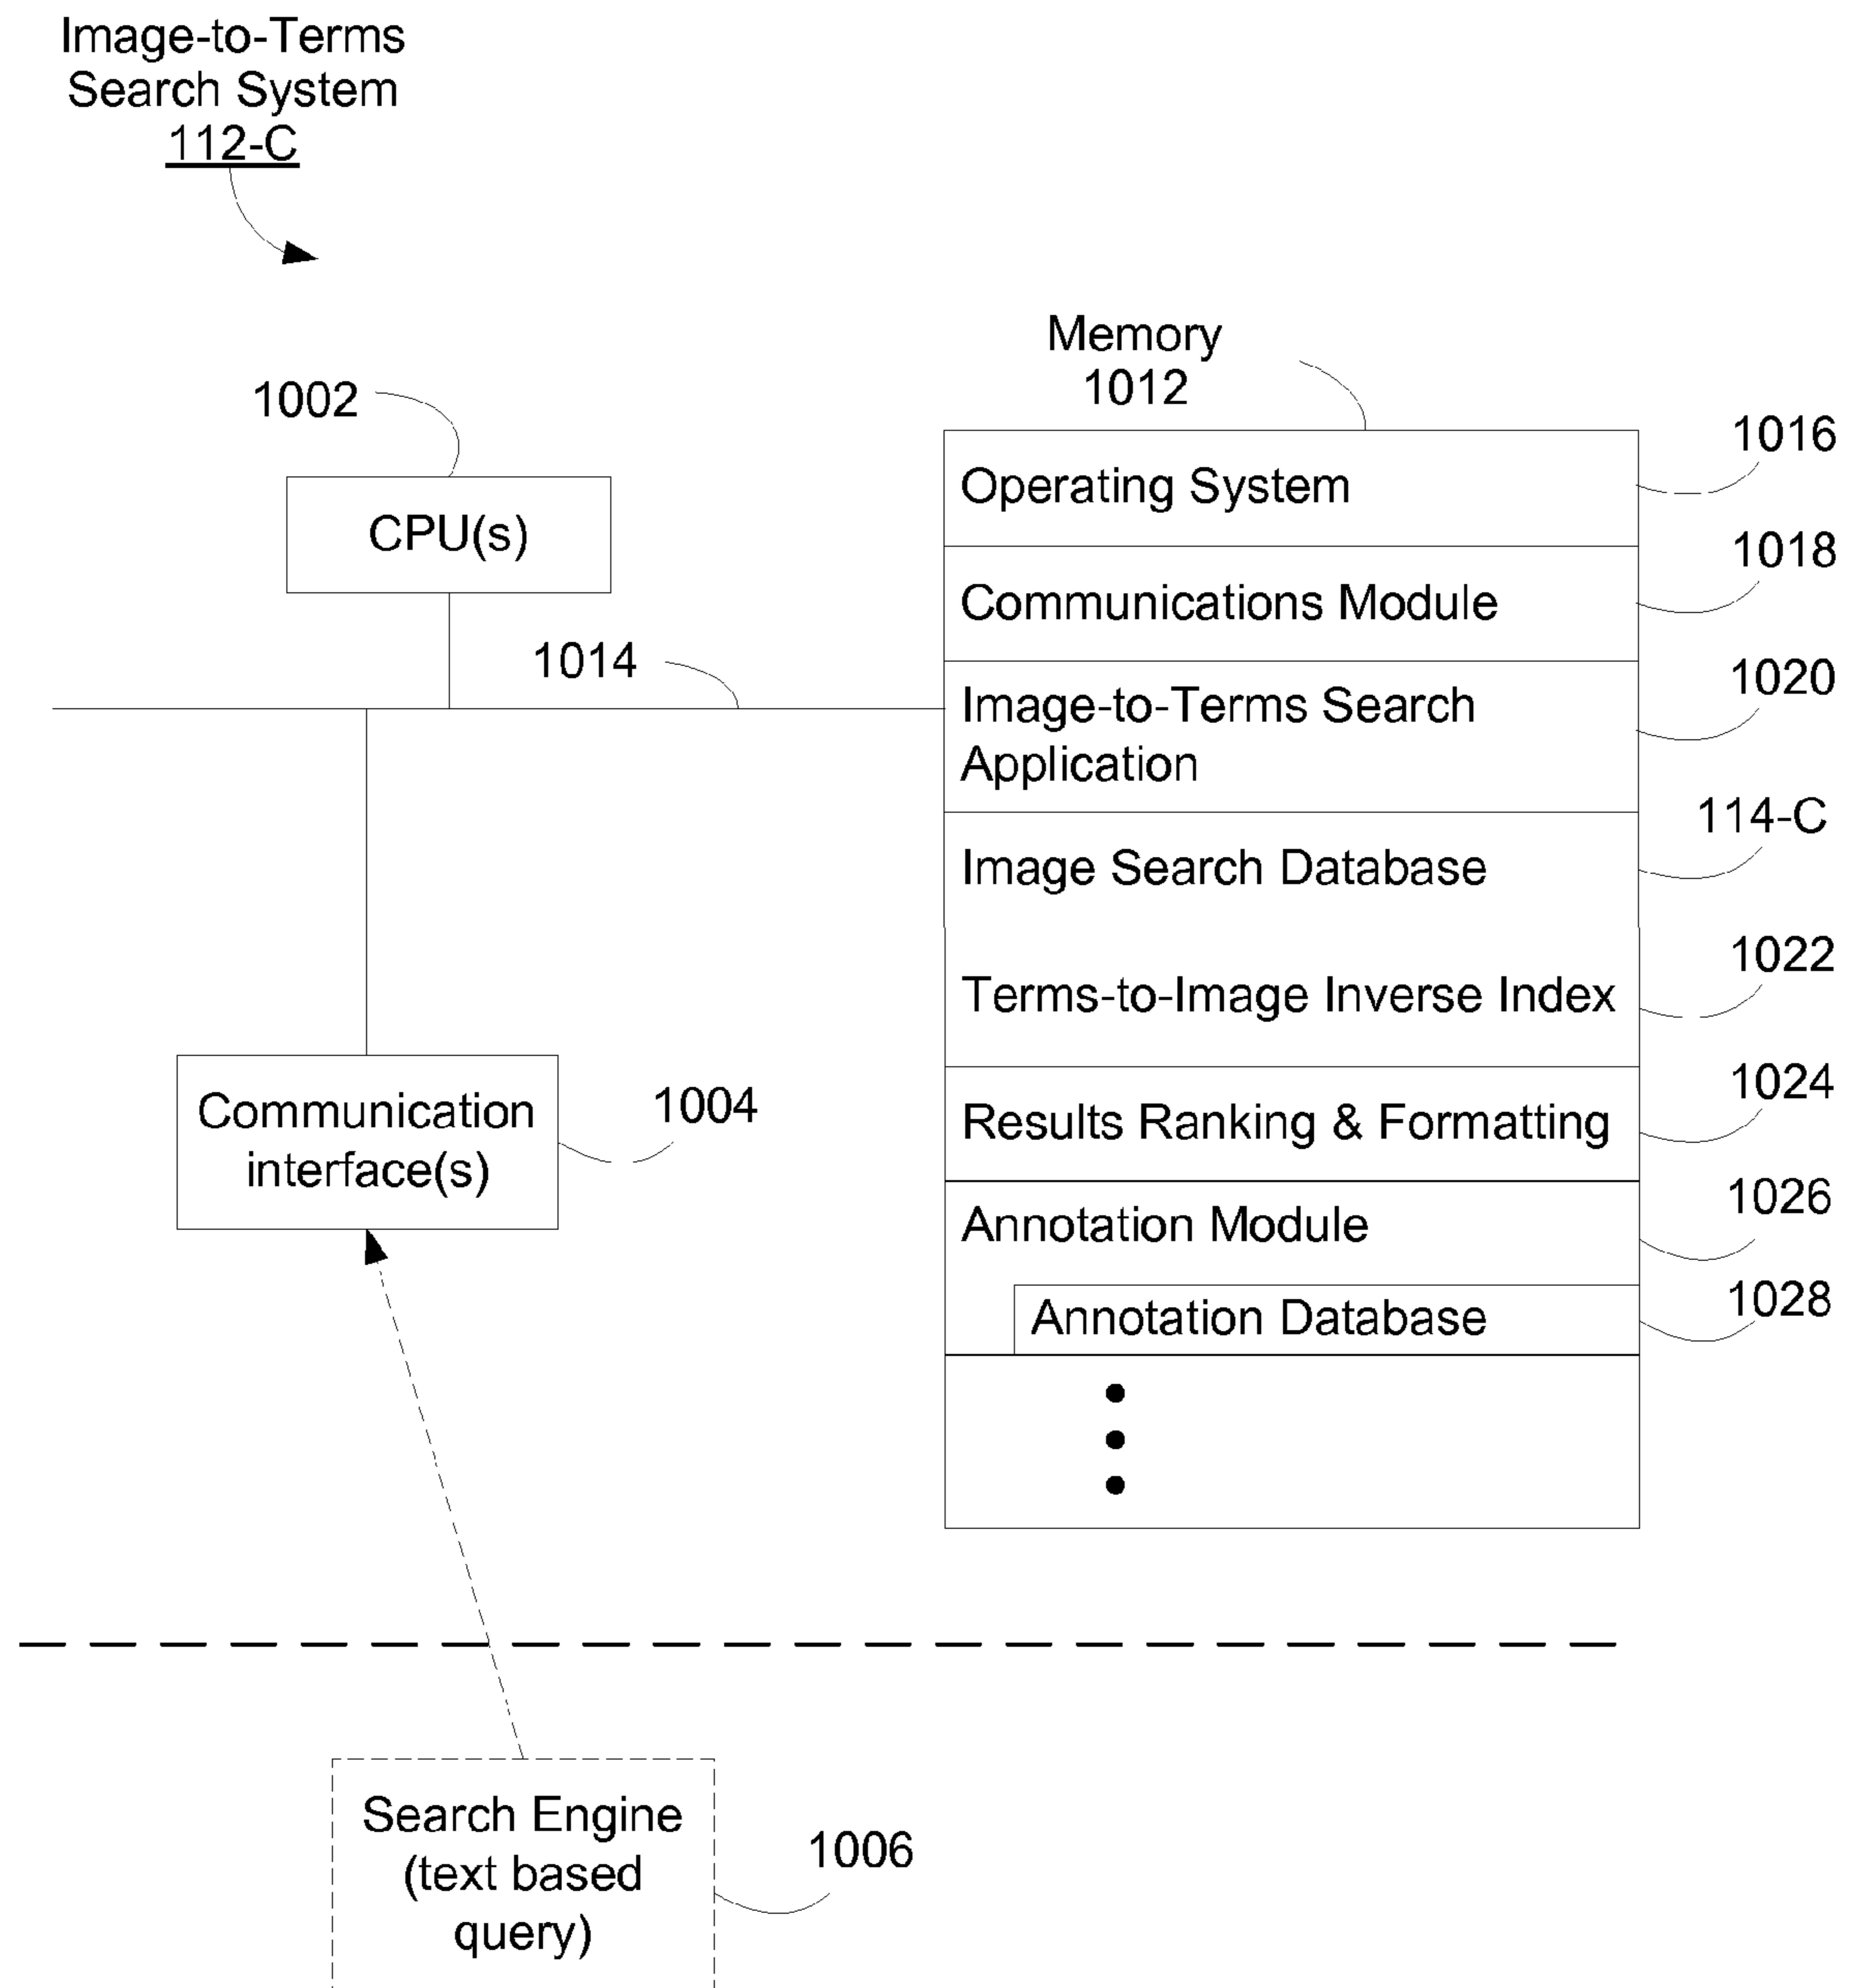 Image-to-Terms
Search System
112-C
Memory
1012
1002
1016
Operating System
CPU(s)
1018
Communications Module
1014
1020
Image-to-Terms Search
Application
114-C
Image Search Database
1022
Terms-to-Image Inverse Index
1024
Communication
interface(s)
1004
Results Ranking & Formatting
1026
Annotation Module
1028
Annotation Database
Search Engine
(text based
query)
1006